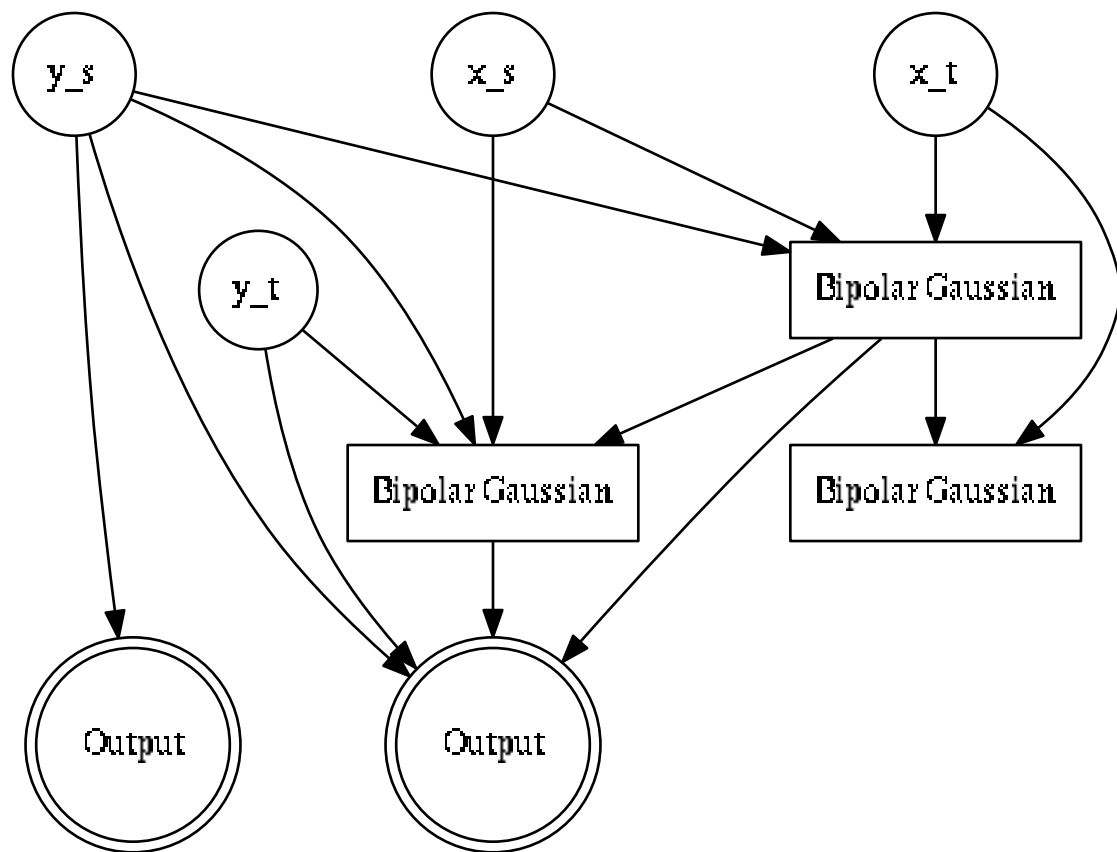 y_s
x_s
x_t
y_t
Bipolar Gaussian
Bipolar Gaussian
Bipolar Gaussian
Output
Output